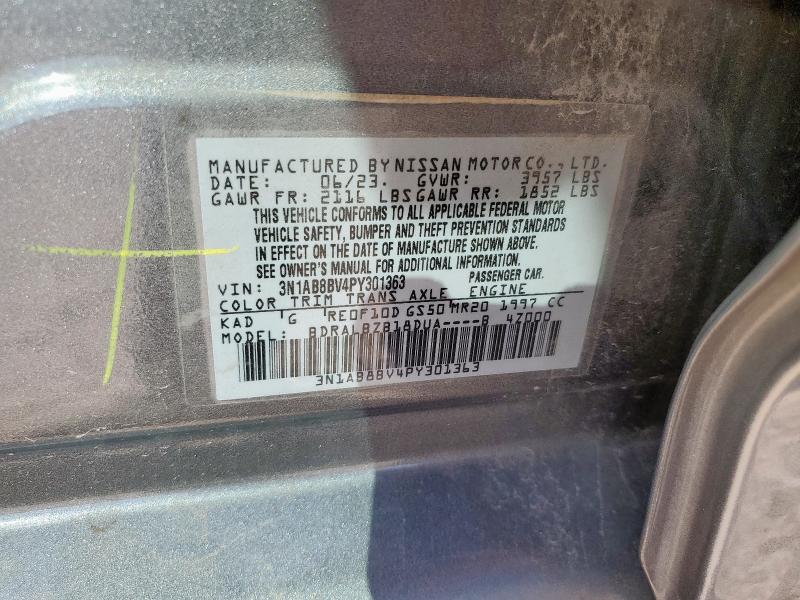 MANUFACTURED BY NISSAN MOTOR CO., LTD.
DATE: 06/23. GVWR: 3957 LBS
GAWR FR: 2116 LBS GAWR RR: 1852 LBS
THIS VEHICLE CONFORMS TO ALL APPLICABLE FEDERAL MOTOR
VEHICLE SAFETY, BUMPER AND THEFT PREVENTION STANDARDS
IN EFFECT ON THE DATE OF MANUFACTURE SHOWN ABOVE.
SEE OWNER'S MANUAL FOR ADDITIONAL INFORMATION.
VIN: 3N1AB8BV4PY301363 PASSENGER CAR.
COLOR TRIM TRANS AXLE ENGINE
KAD G RE0F10D GS50 MR20 1997 CC
MODEL: BDRALBZB18DUA----B 4Z000
3N1AB8BV4PY301363